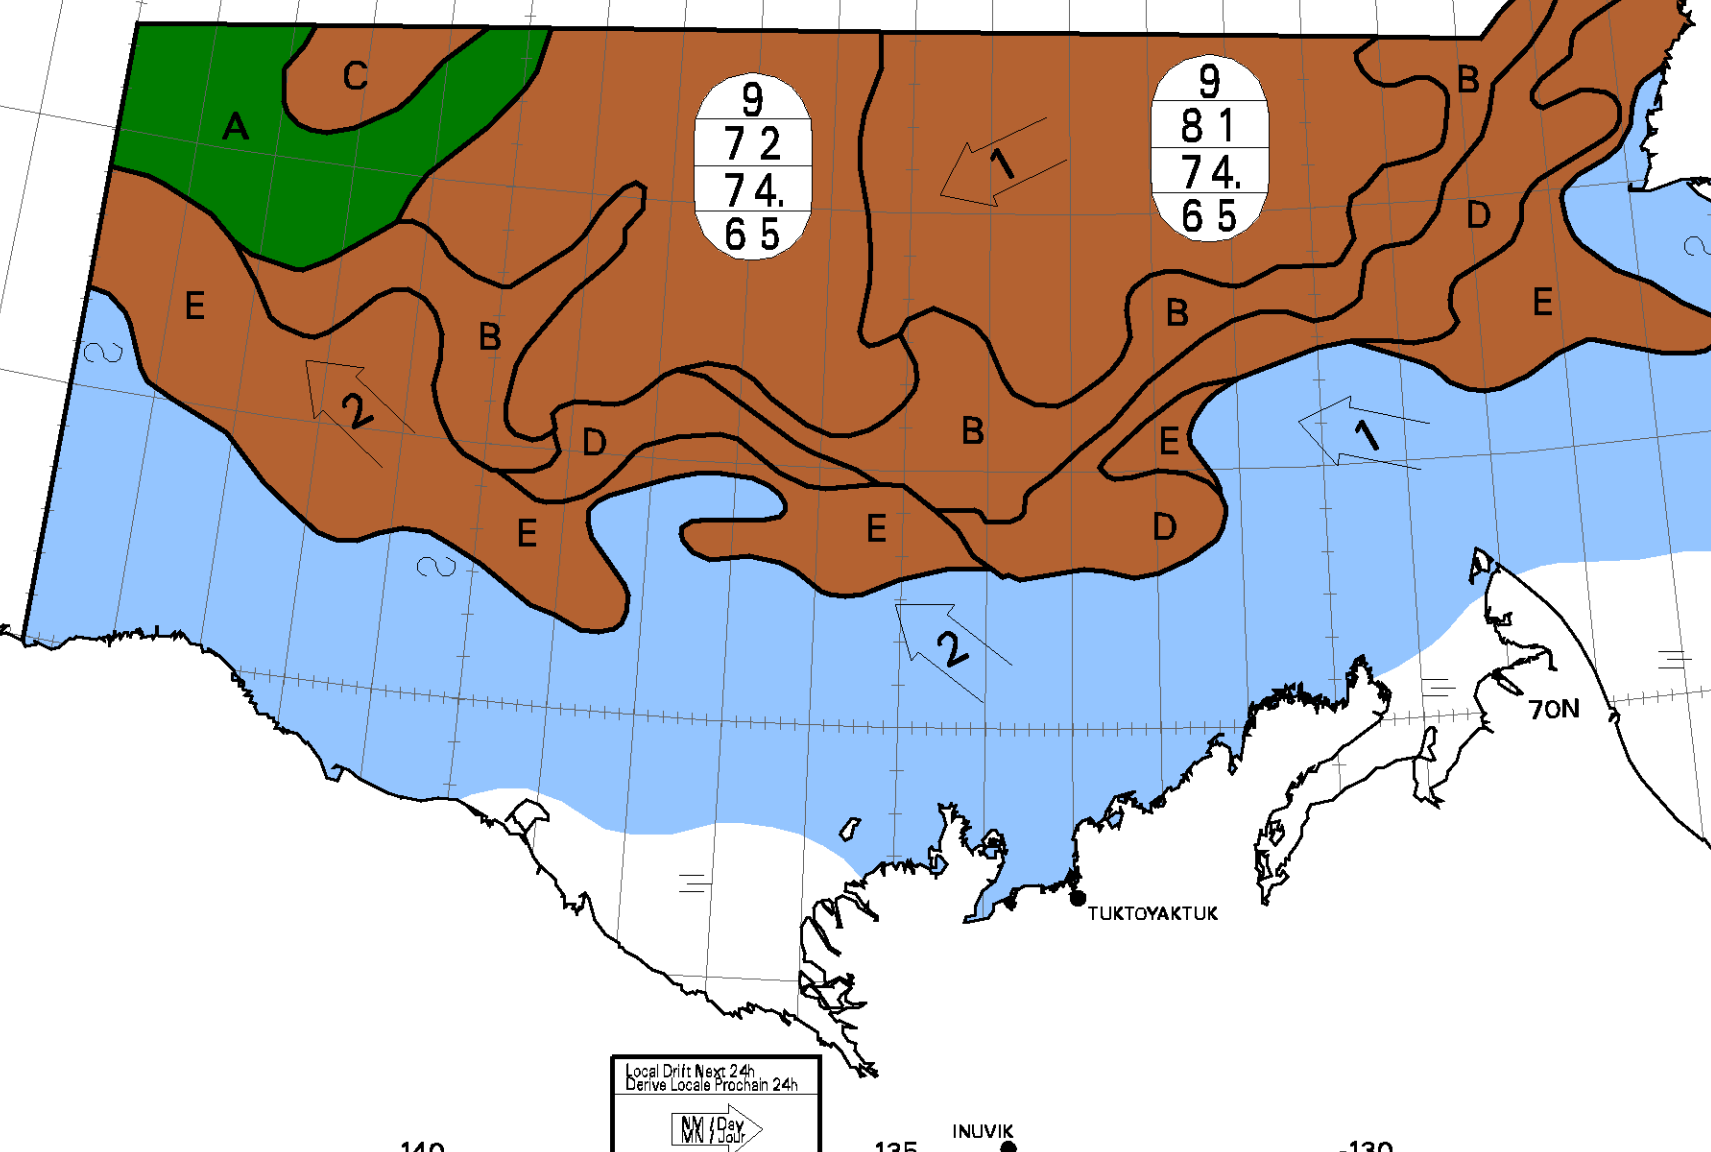 C
A
9
7 2
7 4.
6 5
9
8 1
7 4.
6 5
B
1
D
E
E
B
B
2
1
D
B
E
E
E
D
2
70N
TUKTOYAKTUK
Local Drift Next 24h
Derive Locale Prochain 24h
NM / Day
MN / Jour
INUVIK
140
135
-130